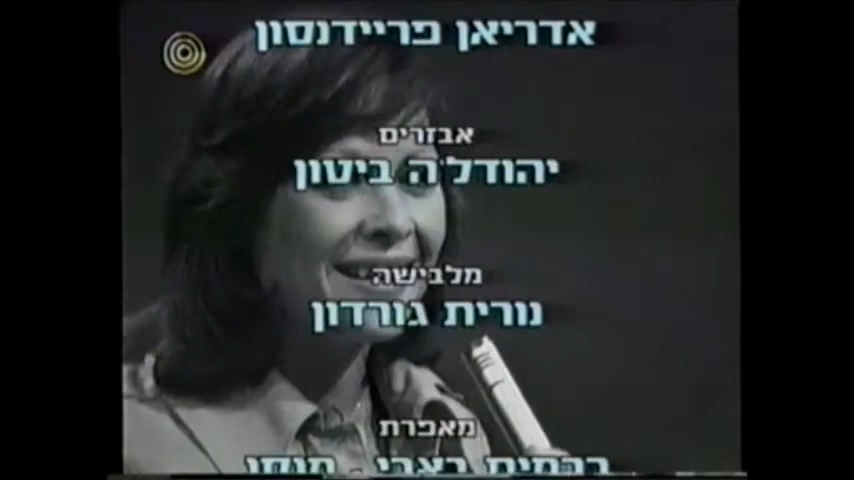 אדריאן פריידנסון
אבזרים
יהודל'ה ביטון
מלבישה
נורית גורדון
מאפרת